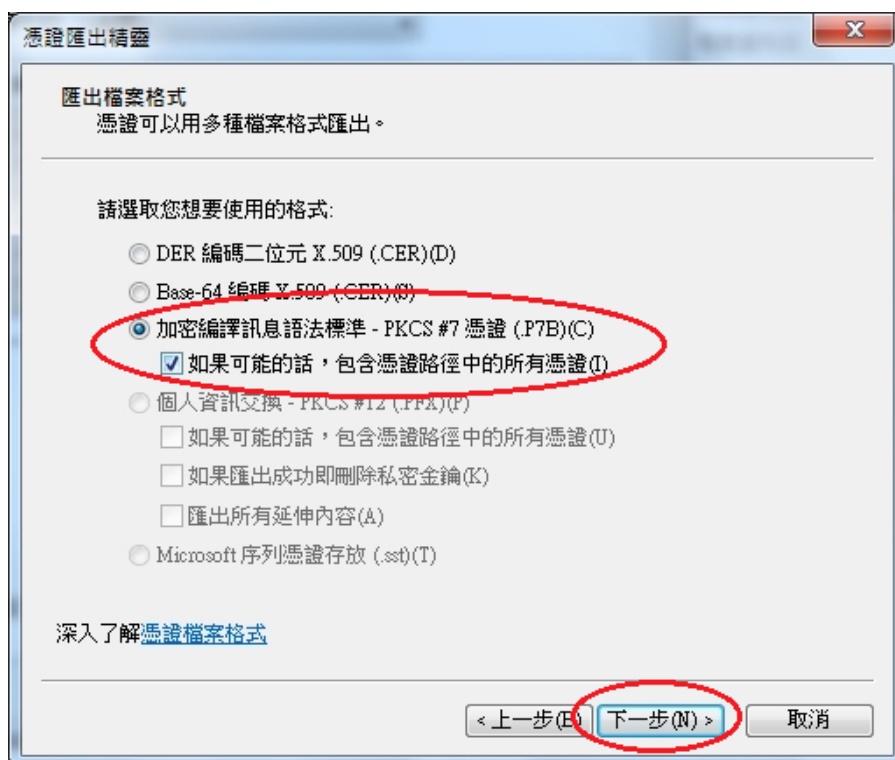 憑證匯出精靈
匯出檔案格式
憑證可以用多種檔案格式匯出。
請選取您想要使用的格式:
DER 編碼二位元 X.509 (.CER)(D)
Base-64 編碼 X.509 (.CER)(S)
加密編譯訊息語法標準 - PKCS #7 憑證 (.P7B)(C)
如果可能的話，包含憑證路徑中的所有憑證(I)
個人資訊交換 - PKCS #12 (.PFX)(P)
如果可能的話，包含憑證路徑中的所有憑證(U)
如果匯出成功即刪除私密金鑰(K)
匯出所有延伸內容(A)
Microsoft 序列憑證存放 (.sst)(T)
深入了解憑證檔案格式
< 上一步(B) 下一步(N) > 取消